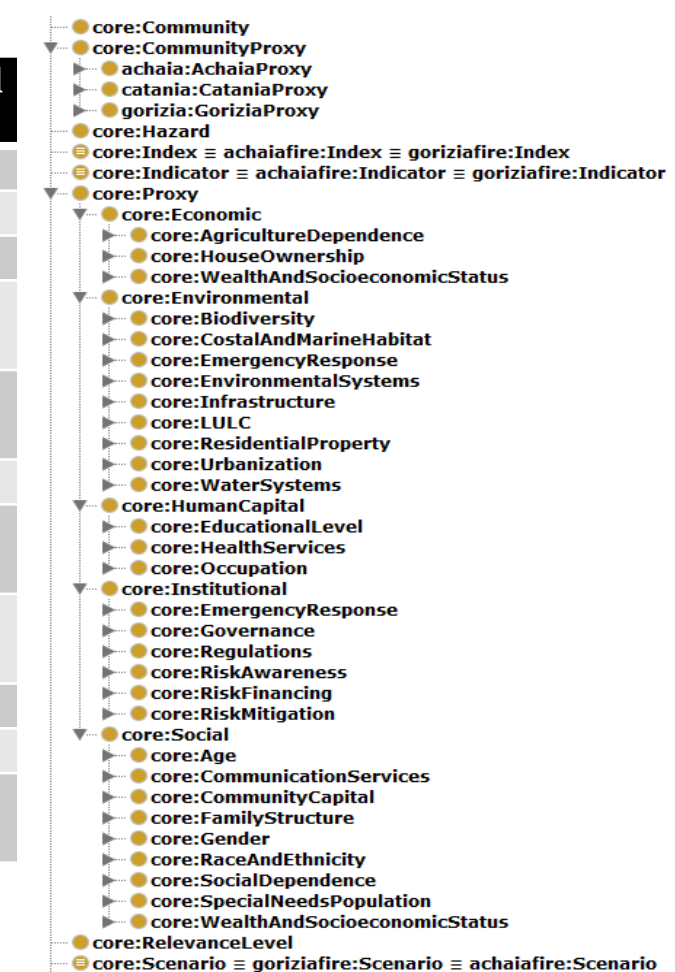 core:Community
core:CommunityProxy
achaia:AchaiaProxy
catania:CataniaProxy
gorizia:GoriziaProxy
core:Hazard
core:Index ≡ achaiafire:Index ≡ goriziafire:Index
core:Indicator ≡ achaiafire:Indicator ≡ goriziafire:Indicator
core:Proxy
core:Economic
core:AgricultureDependence
core:HouseOwnership
core:WealthAndSocioeconomicStatus
core:Environmental
core:Biodiversity
core:CostalAndMarineHabitat
core:EmergencyResponse
core:EnvironmentalSystems
core:Infrastructure
core:LULC
core:ResidentialProperty
core:Urbanization
core:WaterSystems
core:HumanCapital
core:EducationalLevel
core:HealthServices
core:Occupation
core:Institutional
core:EmergencyResponse
core:Governance
core:Regulations
core:RiskAwareness
core:RiskFinancing
core:RiskMitigation
core:Social
core:Age
core:CommunicationServices
core:CommunityCapital
core:FamilyStructure
core:Gender
core:RaceAndEthnicity
core:SocialDependence
core:SpecialNeedsPopulation
core:WealthAndSocioeconomicStatus
core:RelevanceLevel
core:Scenario ≡ goriziafire:Scenario ≡ achaiafire:Scenario